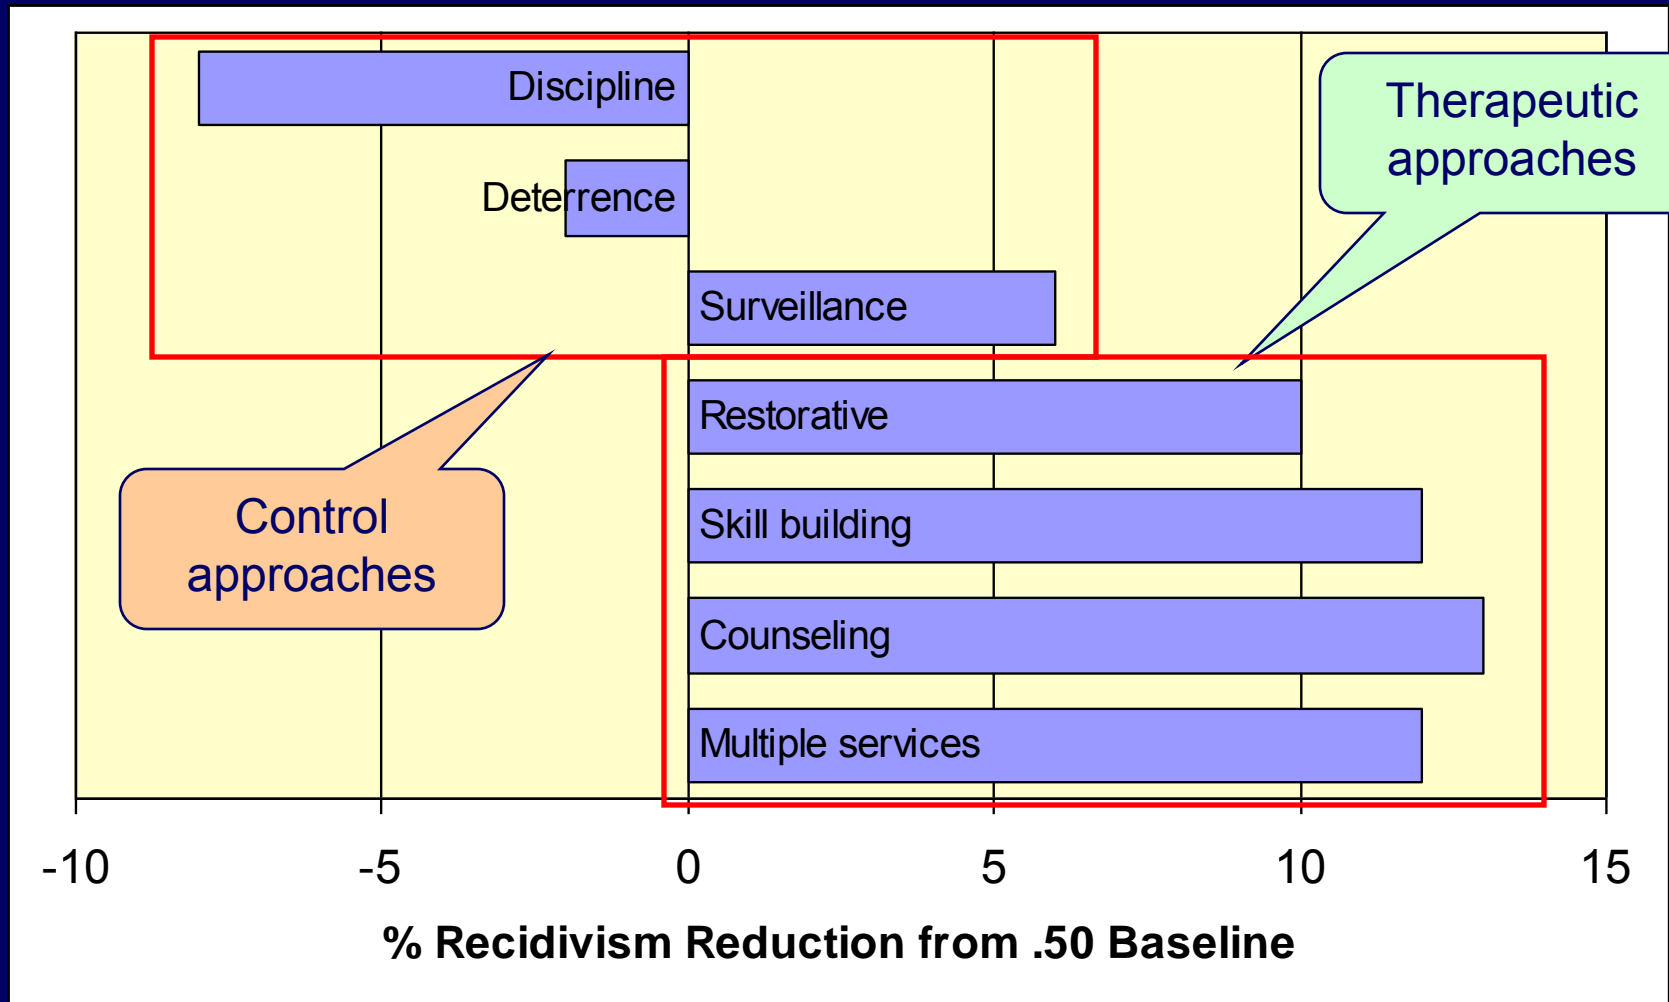 Discipline
Deterrence
Surveillance
Restorative
Skill building
Counseling
Multiple services
Therapeutic
approaches
Control
approaches
-10 -5 0 5 10 15
% Recidivism Reduction from .50 Baseline